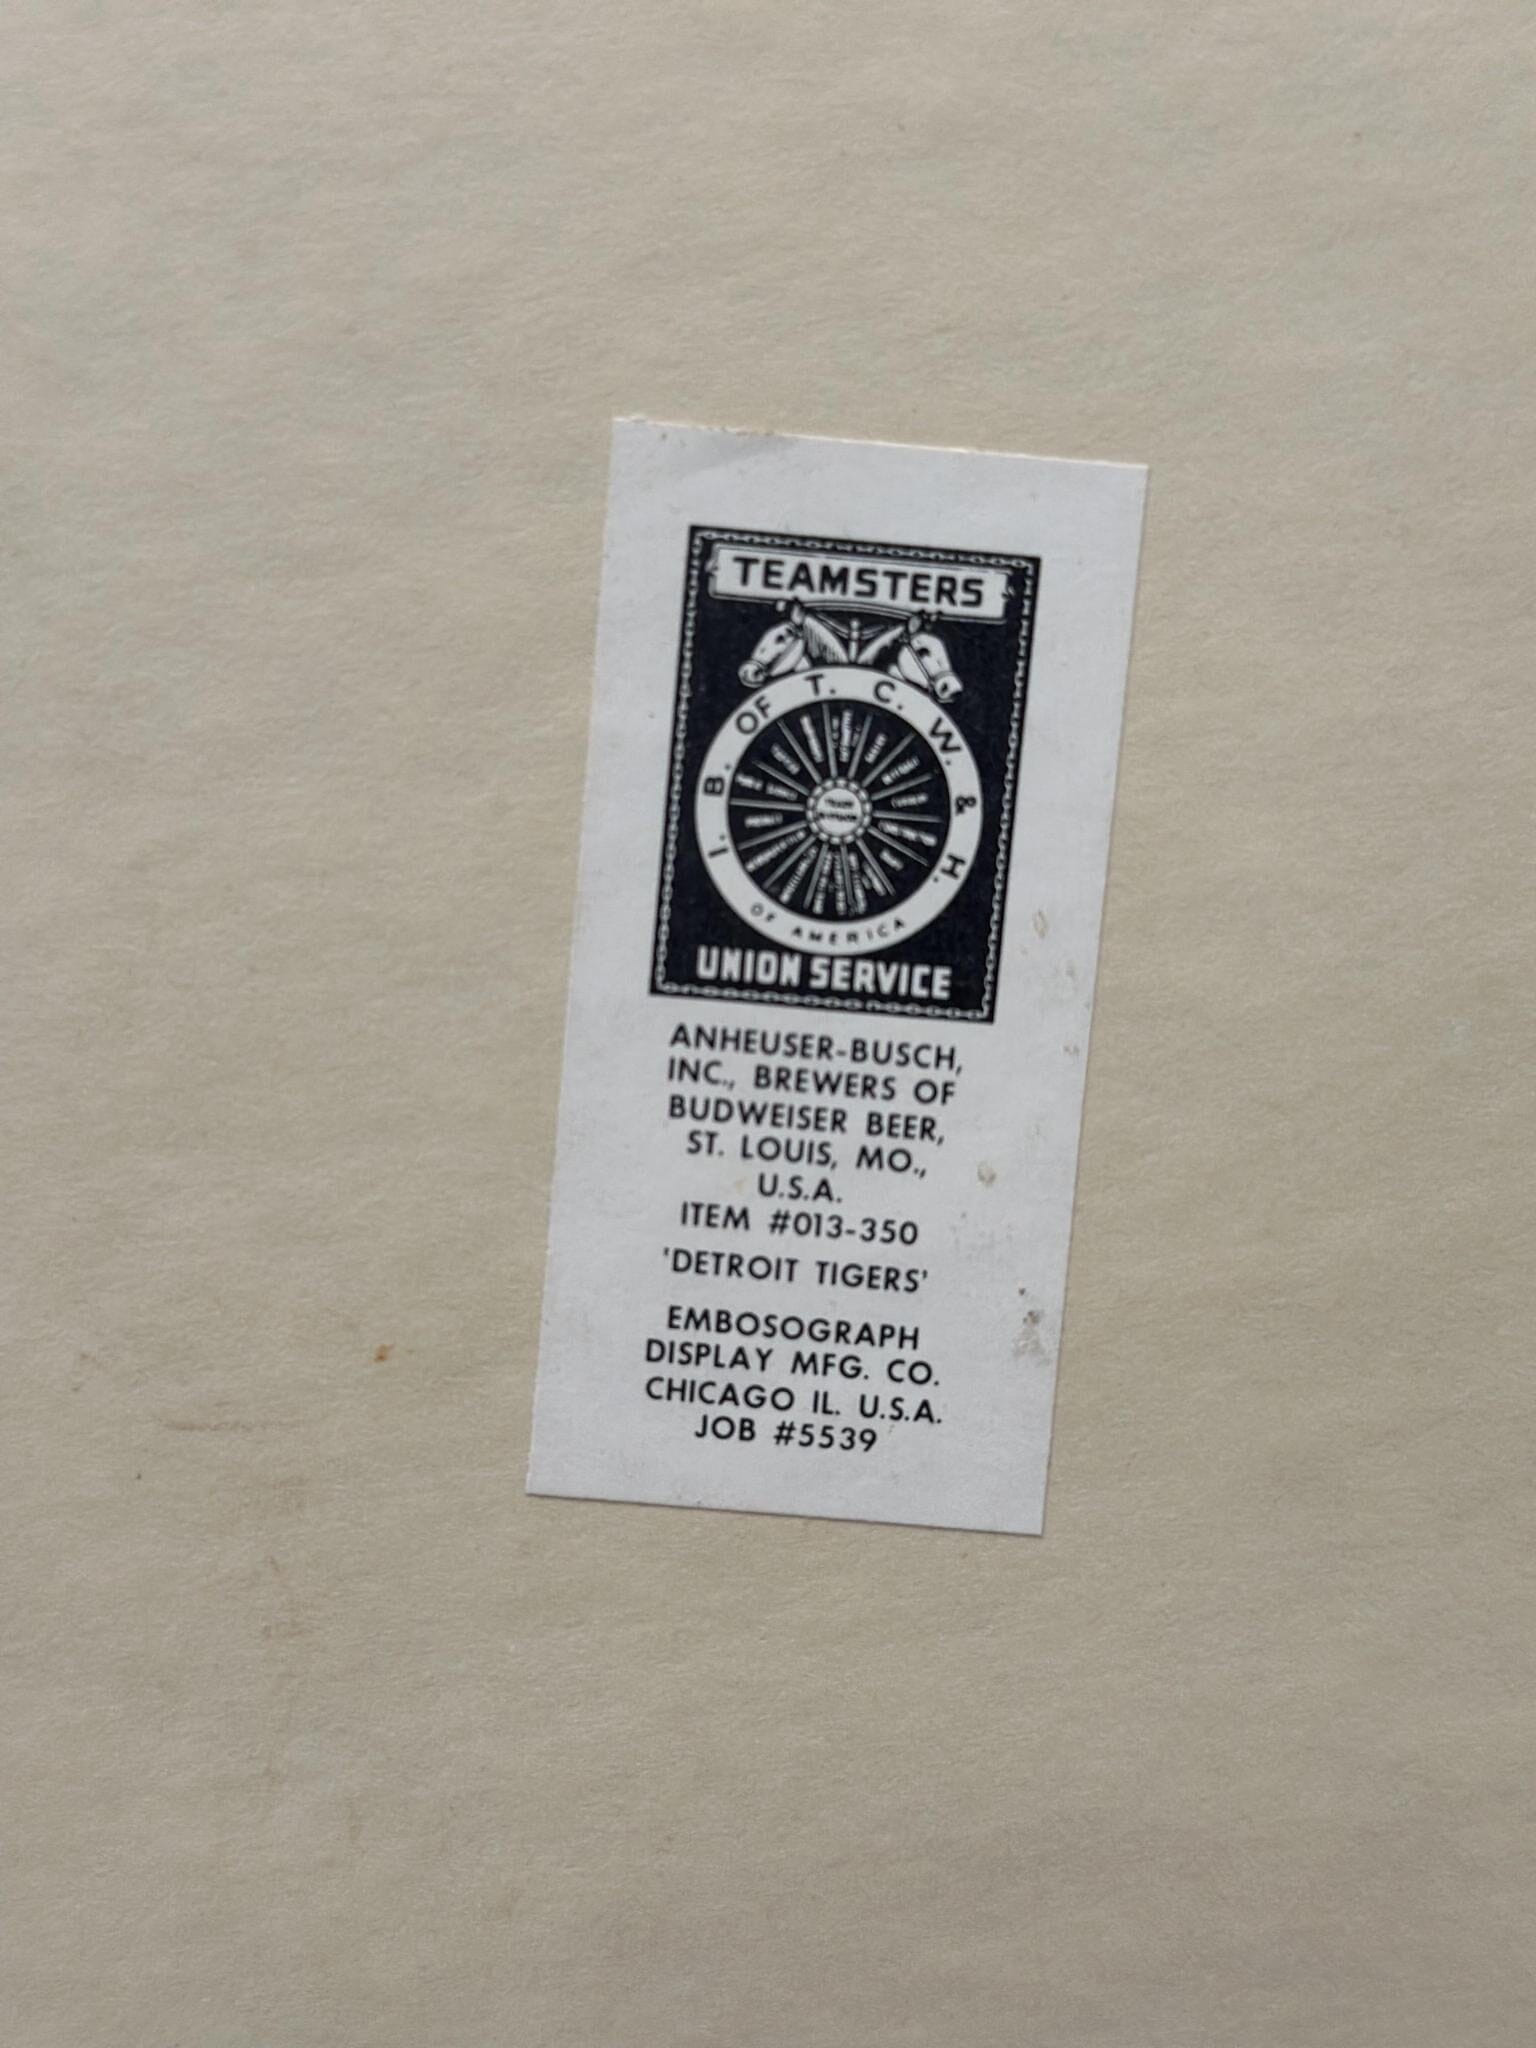 TEAMSTERS
I. B. OF T. C. W. & H.
OF AMERICA
UNION SERVICE
ANHEUSER-BUSCH,
INC., BREWERS OF
BUDWEISER BEER,
ST. LOUIS, MO.,
U.S.A.
ITEM #013-350
'DETROIT TIGERS'
EMBOSOGRAPH
DISPLAY MFG. CO.
CHICAGO IL. U.S.A.
JOB #5539